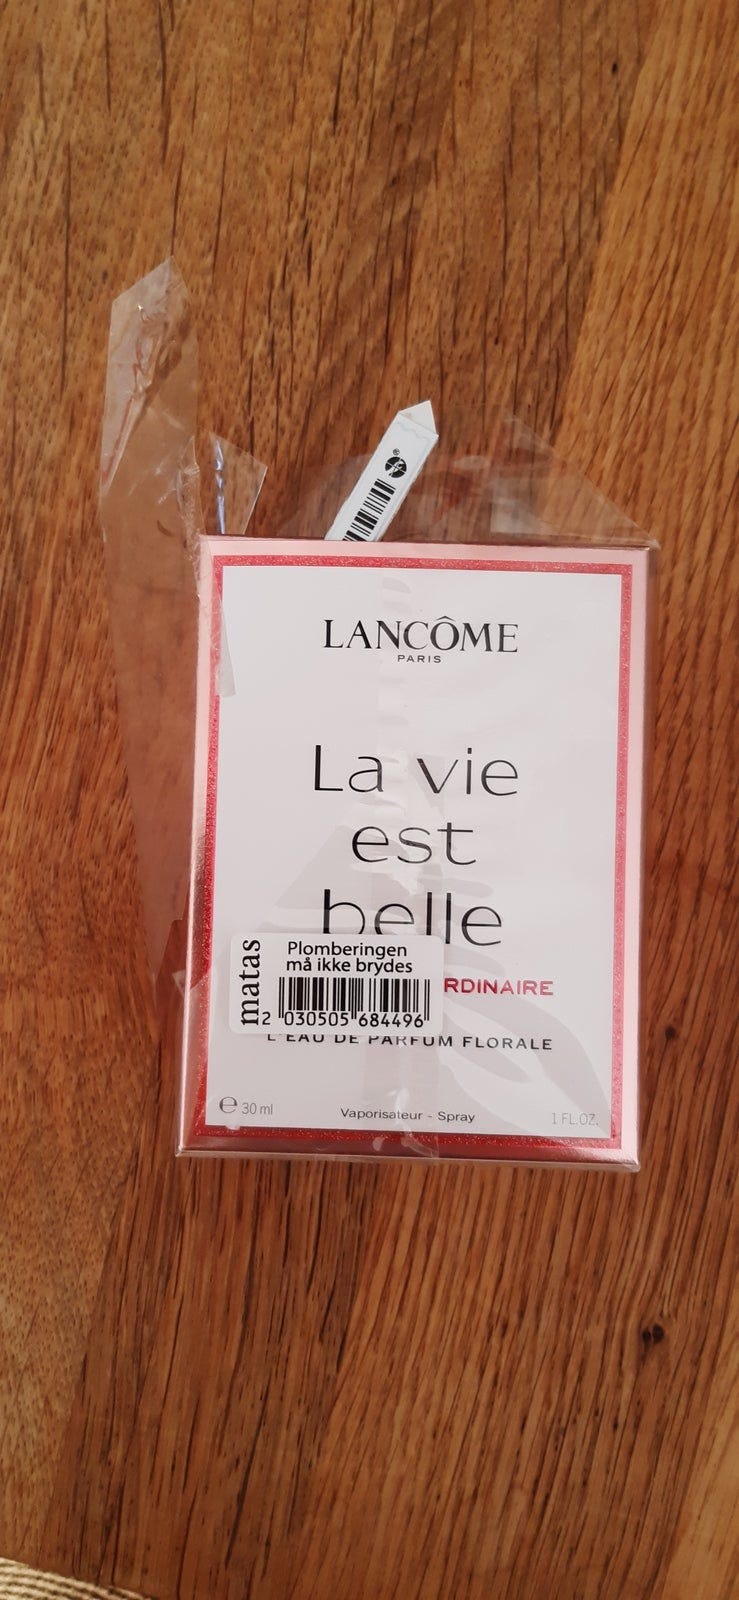 LANCÔME
PARIS
La vie
est
belle
matas
Plomberingen
må ikke brydes
2 030505 684496
RDINAIRE
L'EAU DE PARFUM FLORALE
e 30 ml
Vaporisateur - Spray
1 FL.OZ.